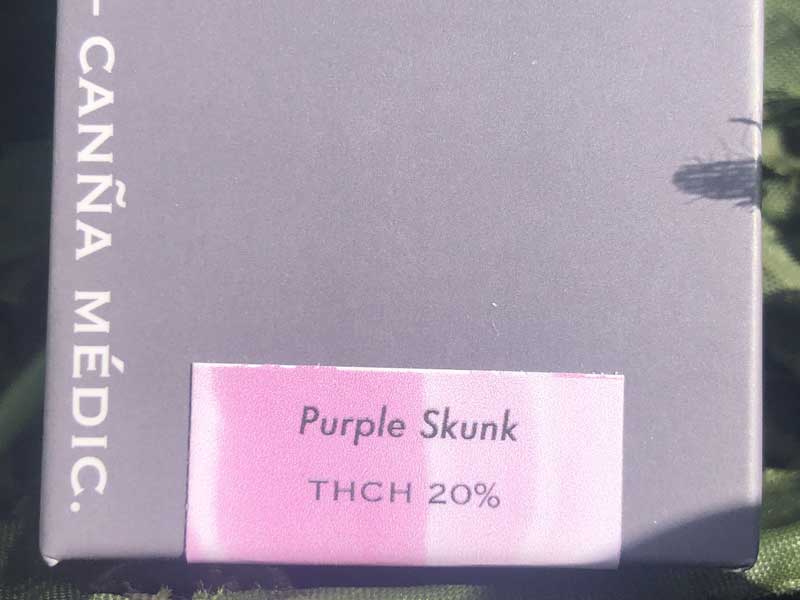 CANÑA MÉDIC.
Purple Skunk
THCH 20%